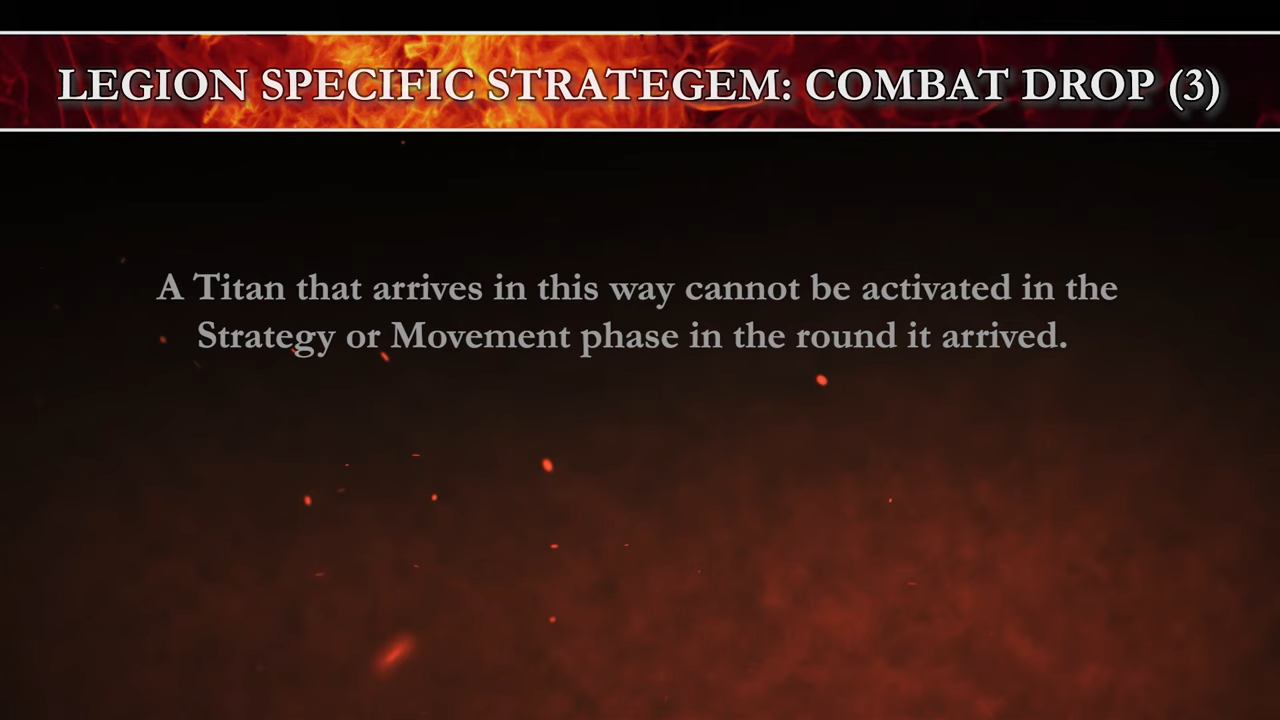 LEGION SPECIFIC STRATEGEM: COMBAT DROP (3)
A Titan that arrives in this way cannot be activated in the
Strategy or Movement phase in the round it arrived.